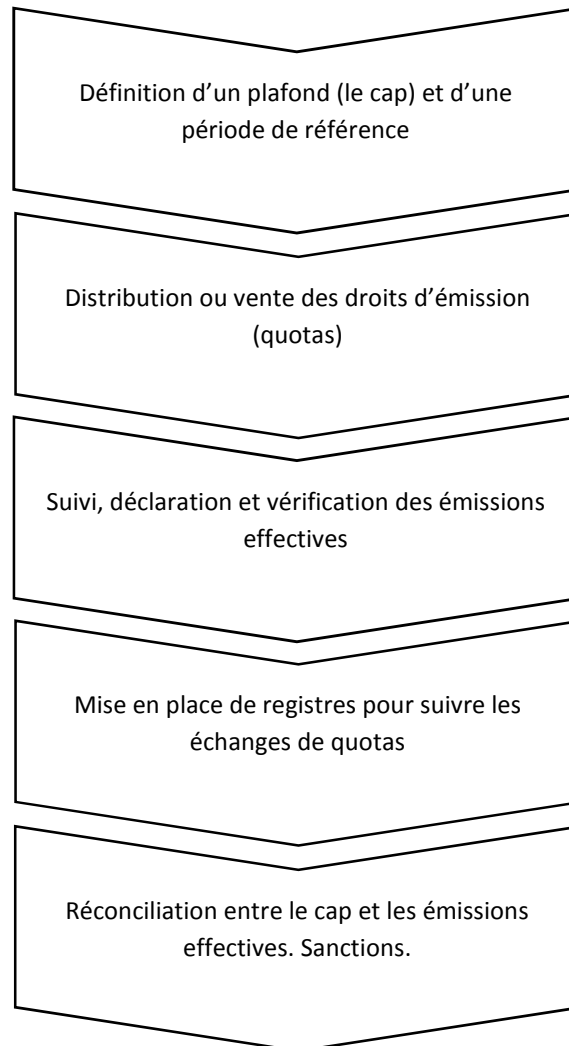 Définition d’un plafond (le cap) et d’une
période de référence
Distribution ou vente des droits d’émission
(quotas)
Suivi, déclaration et vérification des émissions
effectives
Mise en place de registres pour suivre les
échanges de quotas
Réconciliation entre le cap et les émissions
effectives. Sanctions.